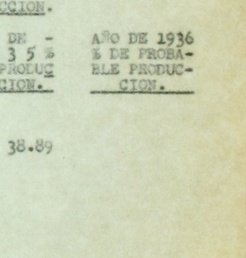 CCION.
DE - AÑO DE 1936
3 5 % % DE PROBA-
PRODUC BLE PRODUC-
CION. CION.
38.89